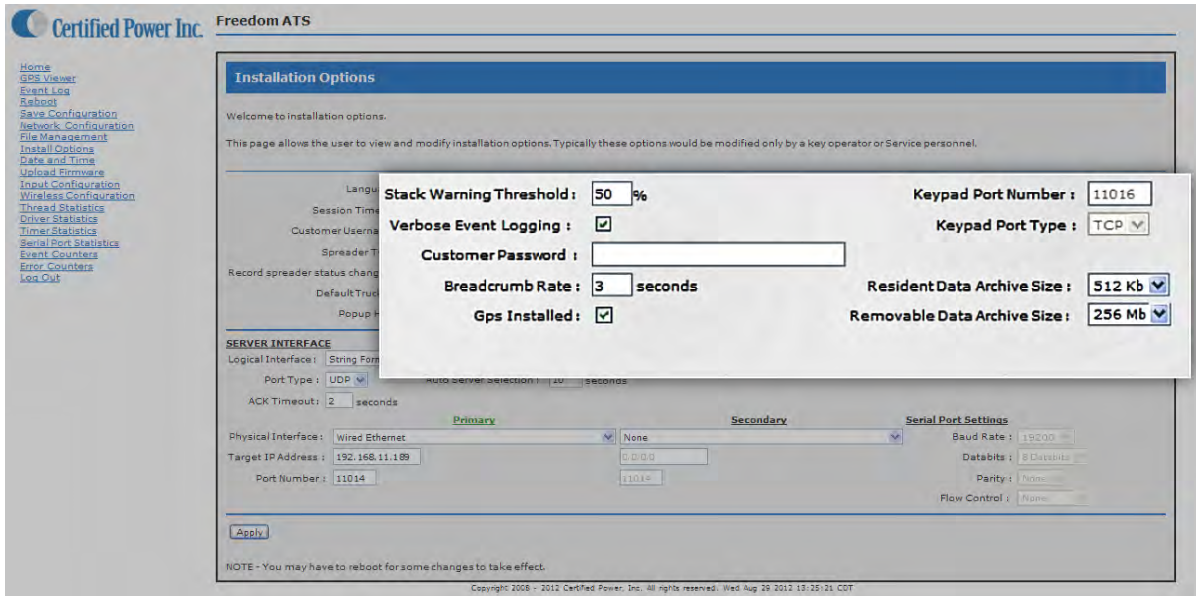 Certified Power Inc.
Freedom ATS
Home
GPS Viewer
Event Log
Reboot
Save Configuration
Network Configuration
File Management
Install Options
Date and Time
Upload Firmware
Input Configuration
Wireless Configuration
Thread Statistics
Driver Statistics
Timer Statistics
Serial Port Statistics
Event Counters
Error Counters
Log Out
Installation Options
Welcome to installation options.
This page allows the user to view and modify installation options. Typically these options would be modified only by a key operator or Service personnel.
Stack Warning Threshold : 50 % Keypad Port Number : 11016
Verbose Event Logging : Keypad Port Type : TCP
Customer Password :
Breadcrumb Rate : 3 seconds Resident Data Archive Size : 512 Kb
Gps Installed : Removable Data Archive Size : 256 Mb
Record spreader status
Popup
SERVER INTERFACE
Logical Interface : String
Port Type : UDP Auto Server Selection : 10 seconds
ACK Timeout : 2 seconds
Primary Secondary Serial Port Settings
Physical Interface : Wired Ethernet None Baud Rate : 19200
Target IP Address : 192.168.11.189 0.0.0.0 Databits : 8 Databits
Port Number : 11014 11014 Parity : None
Flow Control : None
Apply
NOTE - You may have to reboot for some changes to take effect.
Copyright 2008 - 2012 Certified Power, Inc. All rights reserved. Wed Aug 29 2012 13:25:21 CDT